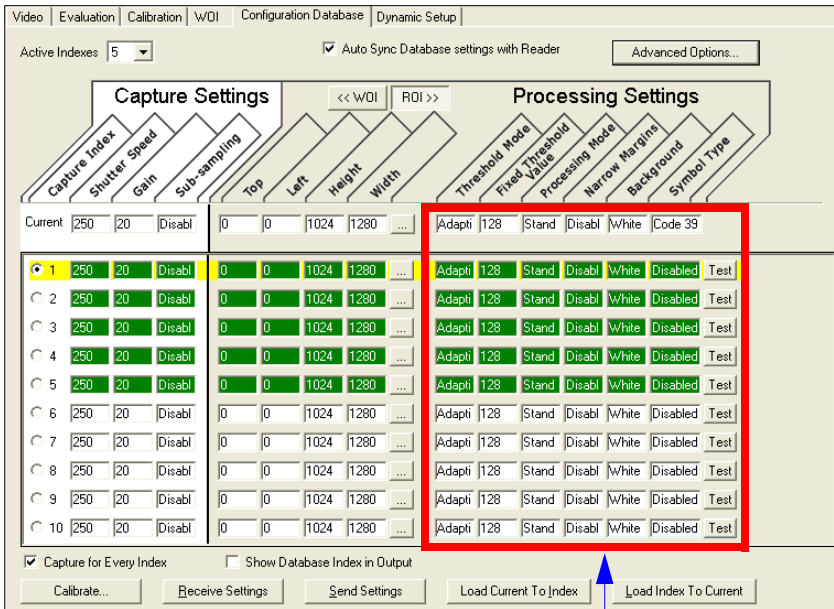 Video Evaluation Calibration WOI Configuration Database Dynamic Setup
Active Indexes 5 Auto Sync Database settings with Reader Advanced Options...
Capture Settings << WOI ROI >> Processing Settings
Capture Index
Shutter Speed
Gain
Sub-sampling
Top
Left
Height
Width
Threshold Mode
Fixed Threshold Value
Processing Mode
Narrow Margins
Background
Symbol Type
Current 250 20 Disabl 0 0 1024 1280 ... Adapti 128 Stand Disabl White Code 39
1 250 20 Disabl 0 0 1024 1280 ... Adapti 128 Stand Disabl White Disabled Test
2 250 20 Disabl 0 0 1024 1280 ... Adapti 128 Stand Disabl White Disabled Test
3 250 20 Disabl 0 0 1024 1280 ... Adapti 128 Stand Disabl White Disabled Test
4 250 20 Disabl 0 0 1024 1280 ... Adapti 128 Stand Disabl White Disabled Test
5 250 20 Disabl 0 0 1024 1280 ... Adapti 128 Stand Disabl White Disabled Test
6 250 20 Disabl 0 0 1024 1280 ... Adapti 128 Stand Disabl White Disabled Test
7 250 20 Disabl 0 0 1024 1280 ... Adapti 128 Stand Disabl White Disabled Test
8 250 20 Disabl 0 0 1024 1280 ... Adapti 128 Stand Disabl White Disabled Test
9 250 20 Disabl 0 0 1024 1280 ... Adapti 128 Stand Disabl White Disabled Test
10 250 20 Disabl 0 0 1024 1280 ... Adapti 128 Stand Disabl White Disabled Test
Capture for Every Index Show Database Index in Output
Calibrate... Receive Settings Send Settings Load Current To Index Load Index To Current